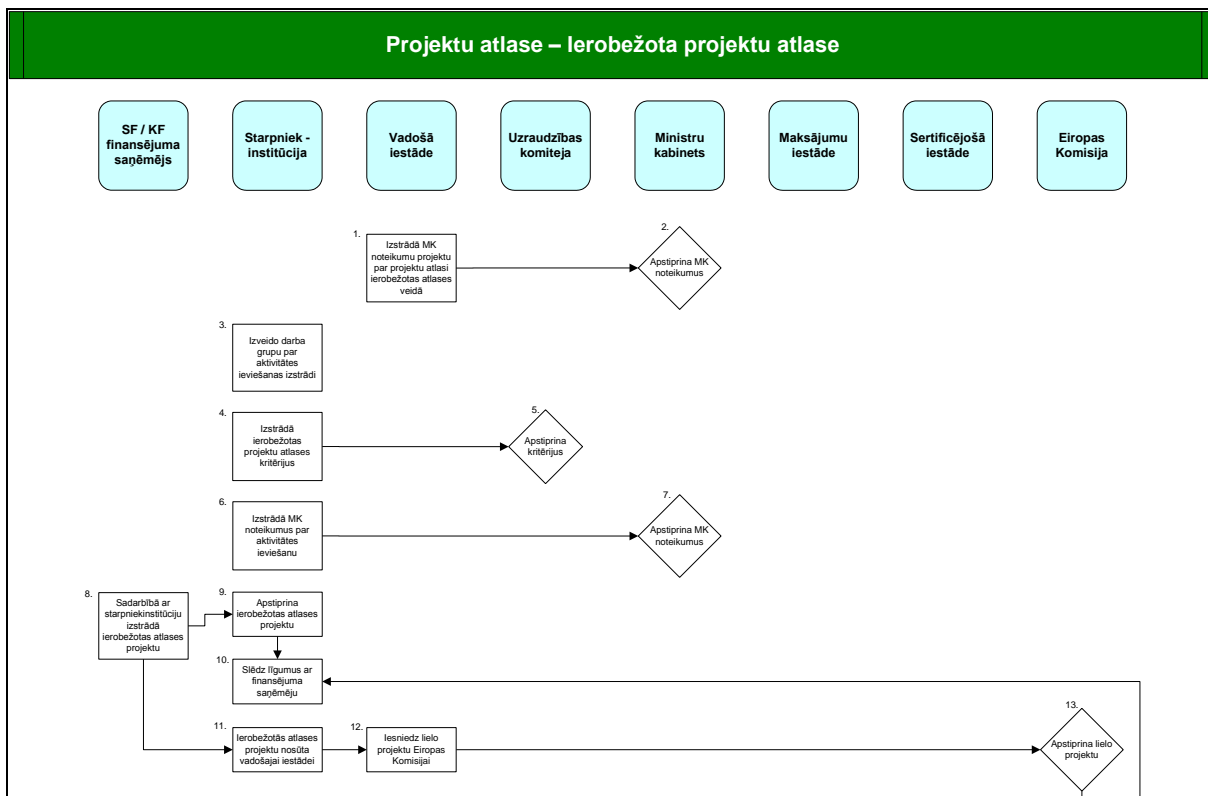 Projektu atlase – Ierobežota projektu atlase
SF / KF
finansējuma
saņēmējs
Starpniek -
institūcija
Vadošā
iestāde
Uzraudzības
komiteja
Ministru
kabinets
Maksājumu
iestāde
Sertificējošā
iestāde
Eiropas
Komisija
1.
Izstrādā MK
noteikumu projektu
par projektu atlasi
ierobežotas atlases
veidā
2.
Apstiprina MK
noteikumus
3.
Izveido darba
grupu par
aktivitātes
ieviešanas izstrādi
4.
Izstrādā
ierobežotas
projektu atlases
kritērijus
5.
Apstiprina
kritērijus
6.
Izstrādā MK
noteikumus par
aktivitātes
ieviešanu
7.
Apstiprina MK
noteikumus
8.
Sadarbībā ar
starpniekinstitūciju
izstrādā
ierobežotas atlases
projektu
9.
Apstiprina
ierobežotas atlases
projektu
10.
Slēdz līgumus ar
finansējuma
saņēmēju
11.
Ierobežotās atlases
projektu nosūta
vadošajai iestādei
12.
Iesniedz lielo
projektu Eiropas
Komisijai
13.
Apstiprina lielo
projektu